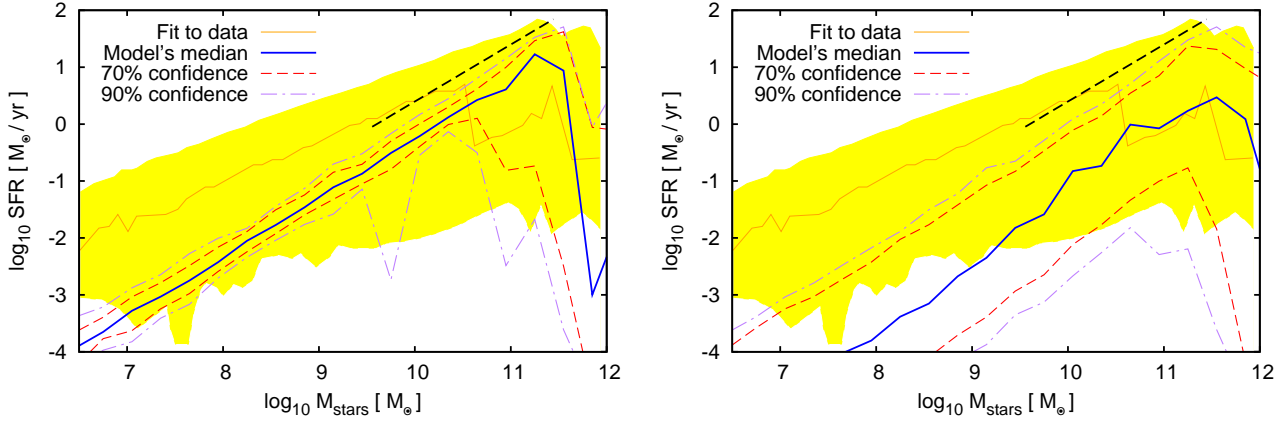 Fit to data
Model's median
70% confidence
90% confidence
log₁₀ SFR [ M☉ / yr ]
2
1
0
-1
-2
-3
-4
7 8 9 10 11 12
log₁₀ Mstars [ M☉ ]
Fit to data
Model's median
70% confidence
90% confidence
log₁₀ SFR [ M☉ / yr ]
2
1
0
-1
-2
-3
-4
7 8 9 10 11 12
log₁₀ Mstars [ M☉ ]